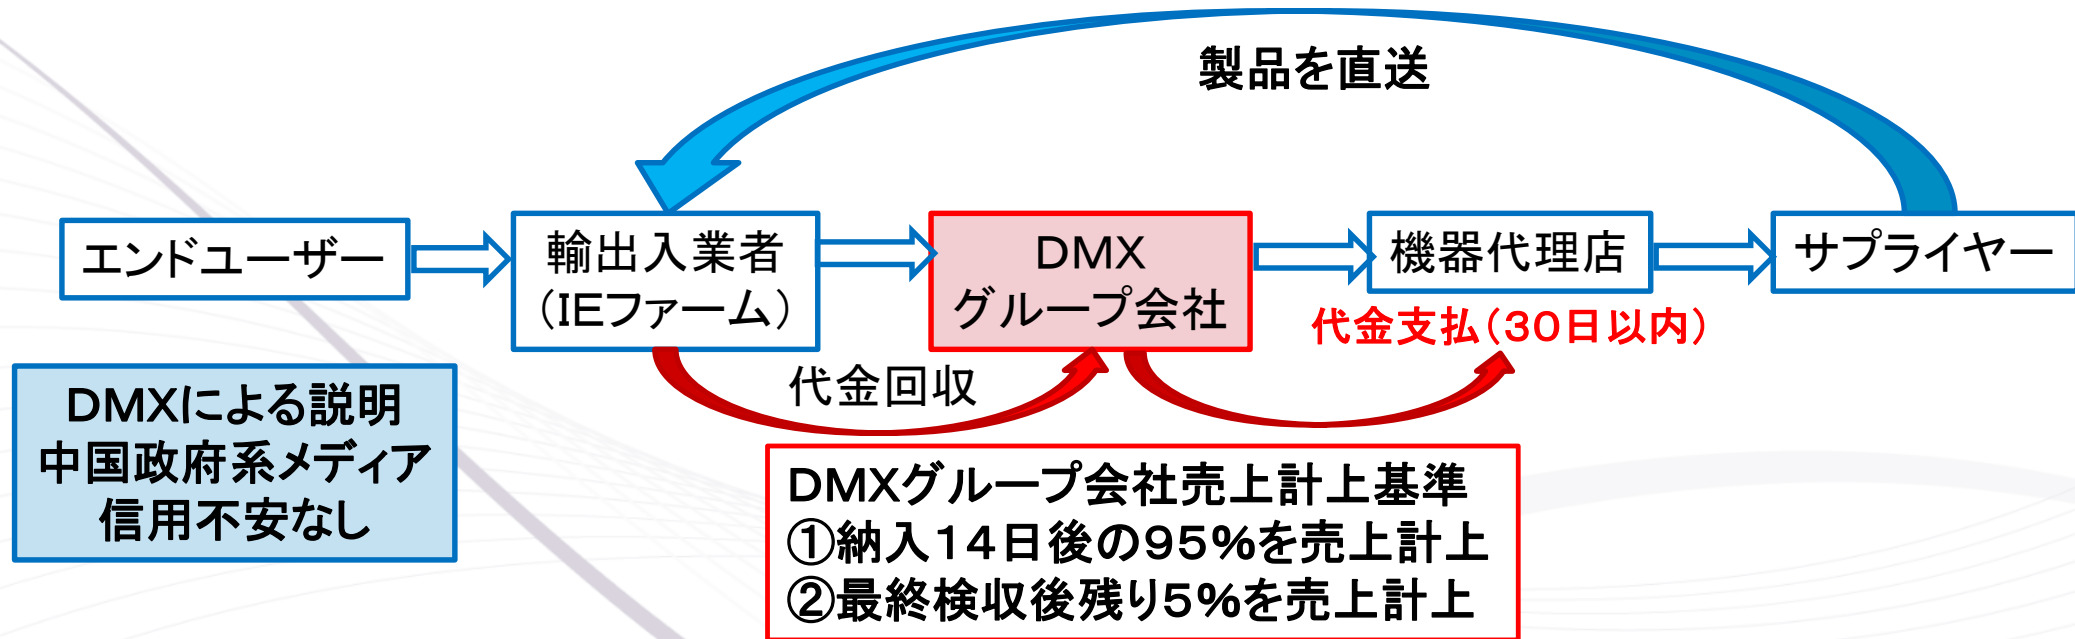 製品を直送
エンドユーザー
輸出入業者
（IEファーム）
DMX
グループ会社
機器代理店
サプライヤー
代金支払（30日以内）
代金回収
DMXによる説明
中国政府系メディア
信用不安なし
DMXグループ会社売上計上基準
①納入14日後の95%を売上計上
②最終検収後残り5%を売上計上